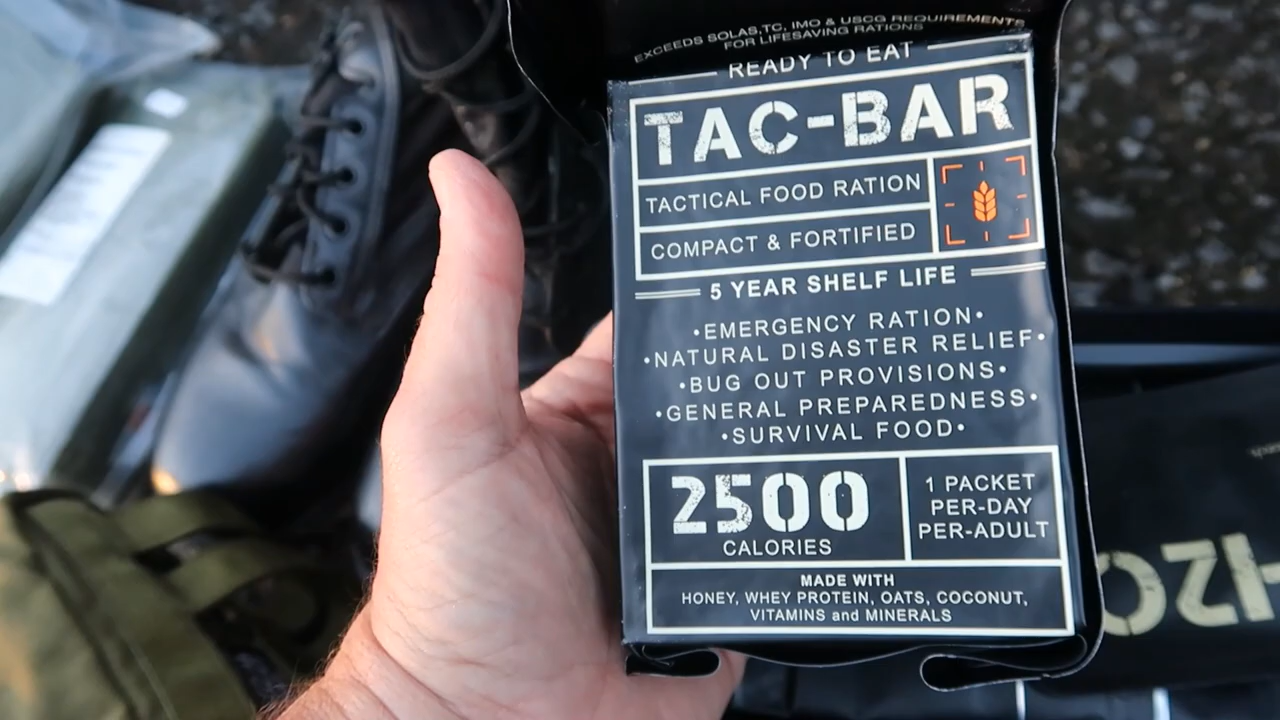 EXCEEDS SOLAS,TC, IMO & USCG REQUIREMENTS
FOR LIFESAVING RATIONS
READY TO EAT
TAC-BAR
TACTICAL FOOD RATION
COMPACT & FORTIFIED
5 YEAR SHELF LIFE
•EMERGENCY RATION•
•NATURAL DISASTER RELIEF•
•BUG OUT PROVISIONS•
•GENERAL PREPAREDNESS•
•SURVIVAL FOOD•
2500
CALORIES
1 PACKET
PER-DAY
PER-ADULT
MADE WITH
HONEY, WHEY PROTEIN, OATS, COCONUT,
VITAMINS and MINERALS
H2O